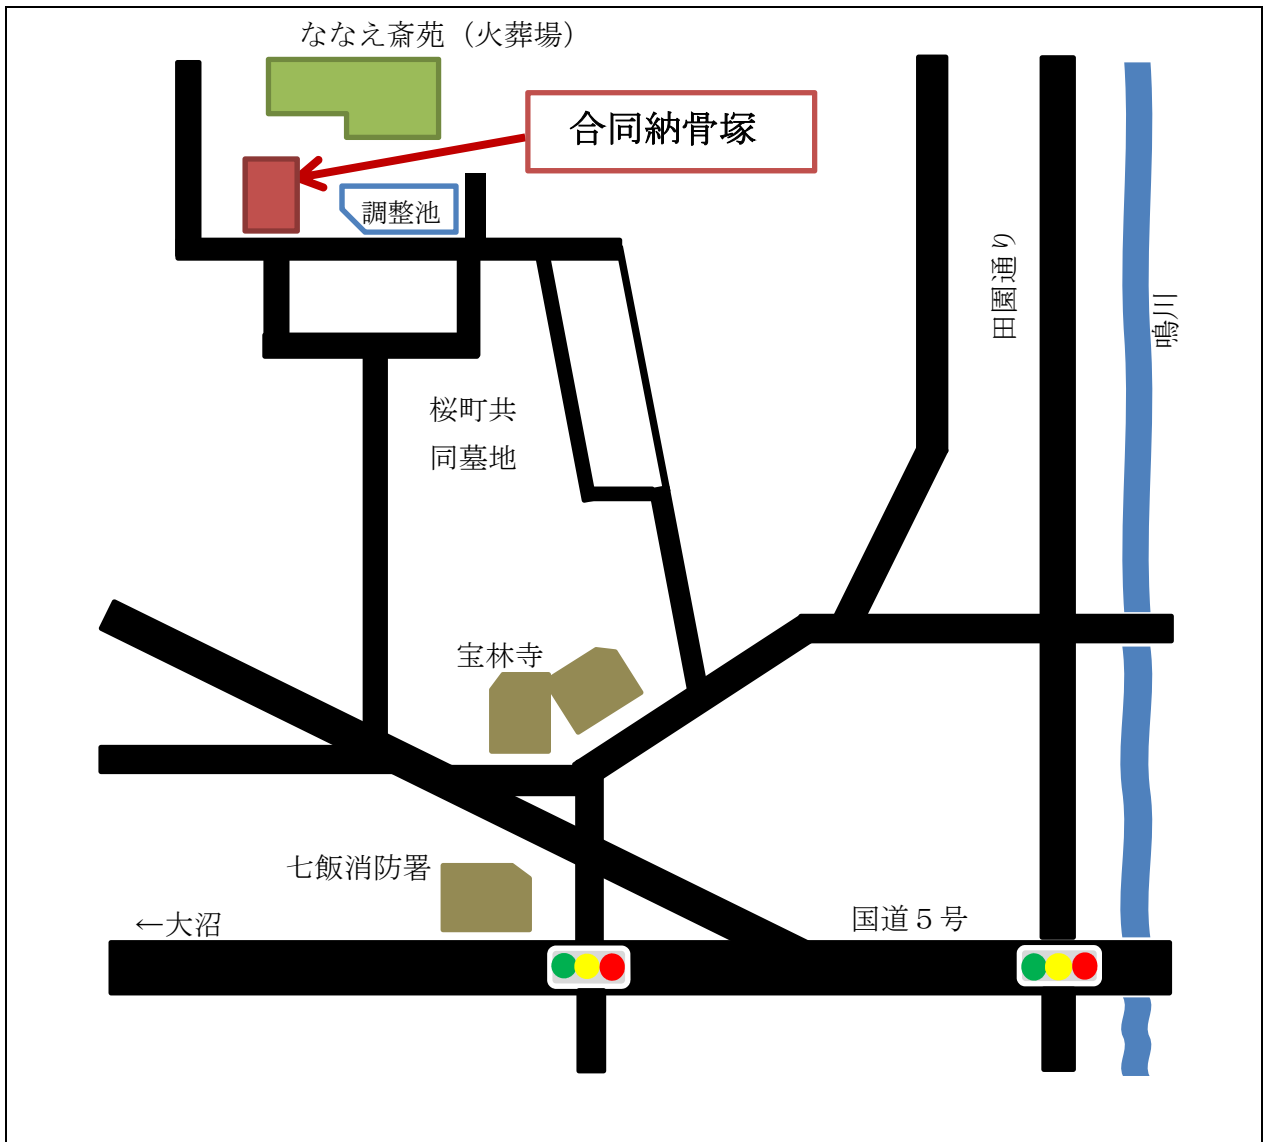 ななえ斎苑（火葬場）
合同納骨塚
調整池
田園通り
鳴川
桜町共
同墓地
宝林寺
七飯消防署
←大沼
国道５号